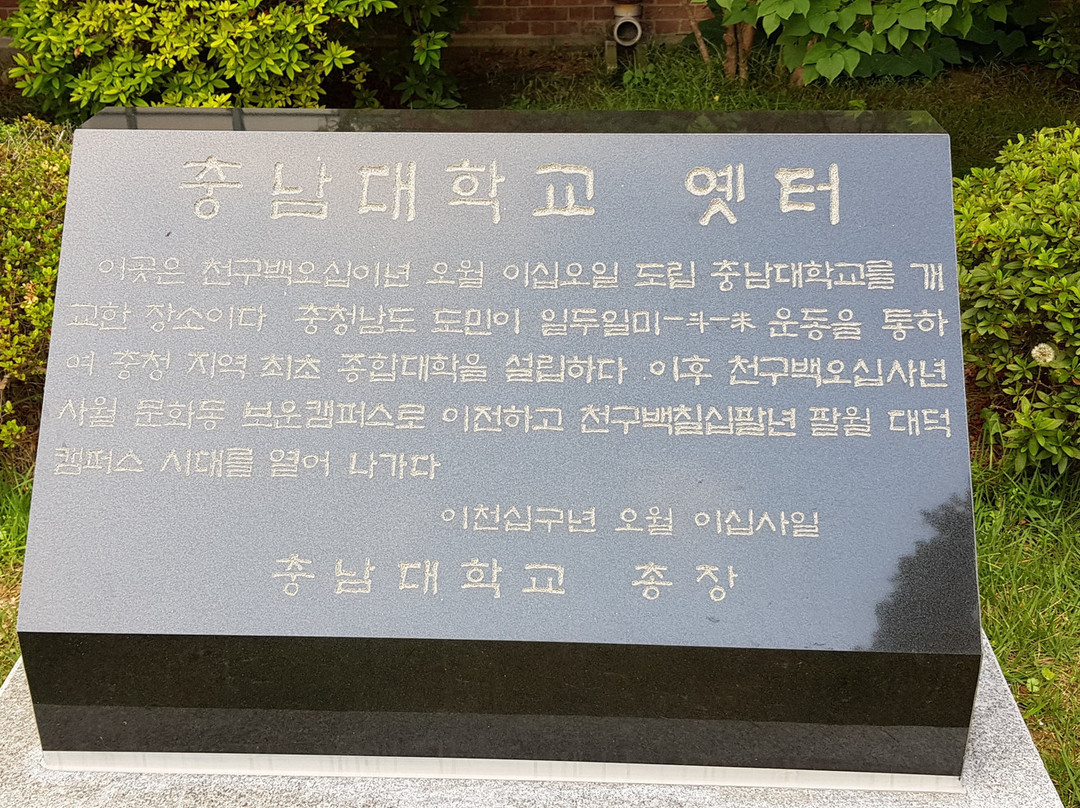 충남대학교 옛터
이곳은 천구백오십이년 오월 이십오일 도립 충남대학교를 개
교한 장소이다 충청남도 도민이 일두일미一斗一米 운동을 통하
여 충청 지역 최초 종합대학을 설립하다 이후 천구백오십사년
사월 문화동 보운캠퍼스로 이전하고 천구백칠십팔년 팔월 대덕
캠퍼스 시대를 열어 나가다
이천십구년 오월 이십사일
충남대학교 총장